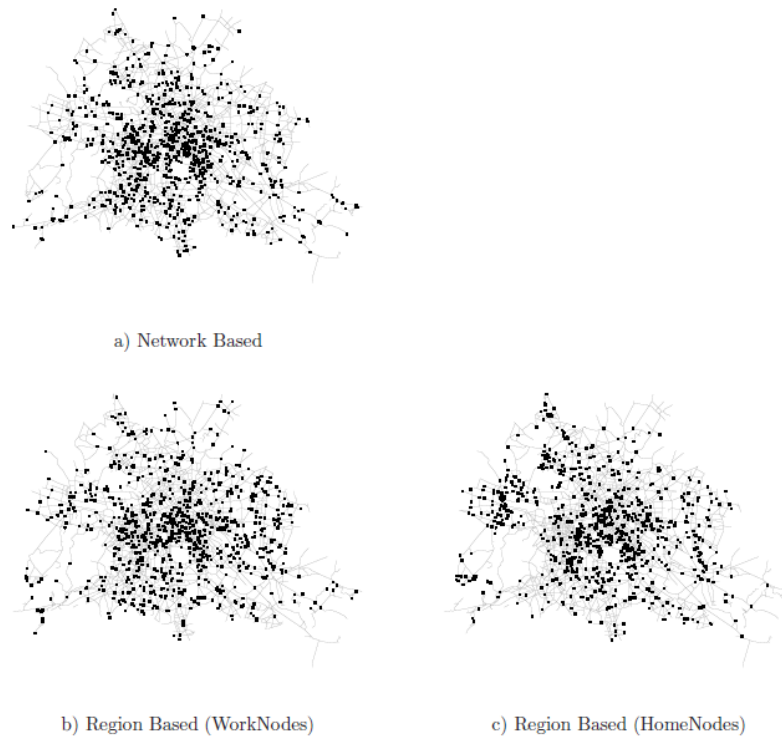 a) Network Based
b) Region Based (WorkNodes)
c) Region Based (HomeNodes)